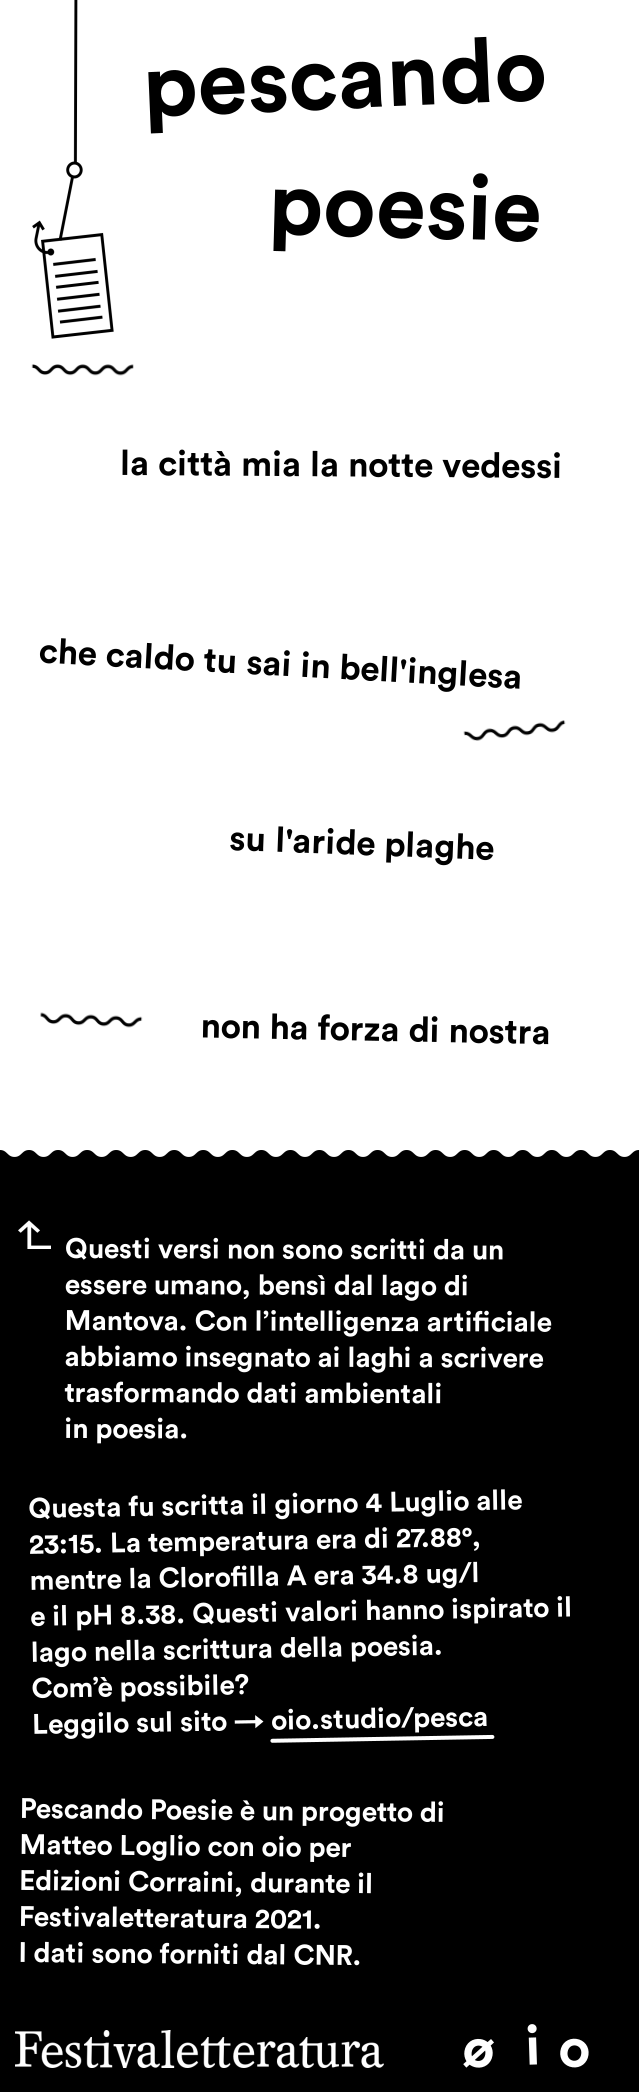 pescando
poesie
la città mia la notte vedessi
che caldo tu sai in bell'inglesa
su l'aride plaghe
non ha forza di nostra
Questi versi non sono scritti da un
essere umano, bensì dal lago di
Mantova. Con l’intelligenza artificiale
abbiamo insegnato ai laghi a scrivere
trasformando dati ambientali
in poesia.
Questa fu scritta il giorno 4 Luglio alle
23:15. La temperatura era di 27.88°,
mentre la Clorofilla A era 34.8 ug/l
e il pH 8.38. Questi valori hanno ispirato il
lago nella scrittura della poesia.
Com’è possibile?
Leggilo sul sito → oio.studio/pesca
Pescando Poesie è un progetto di
Matteo Loglio con oio per
Edizioni Corraini, durante il
Festivaletteratura 2021.
I dati sono forniti dal CNR.
Festivaletteratura ø i o